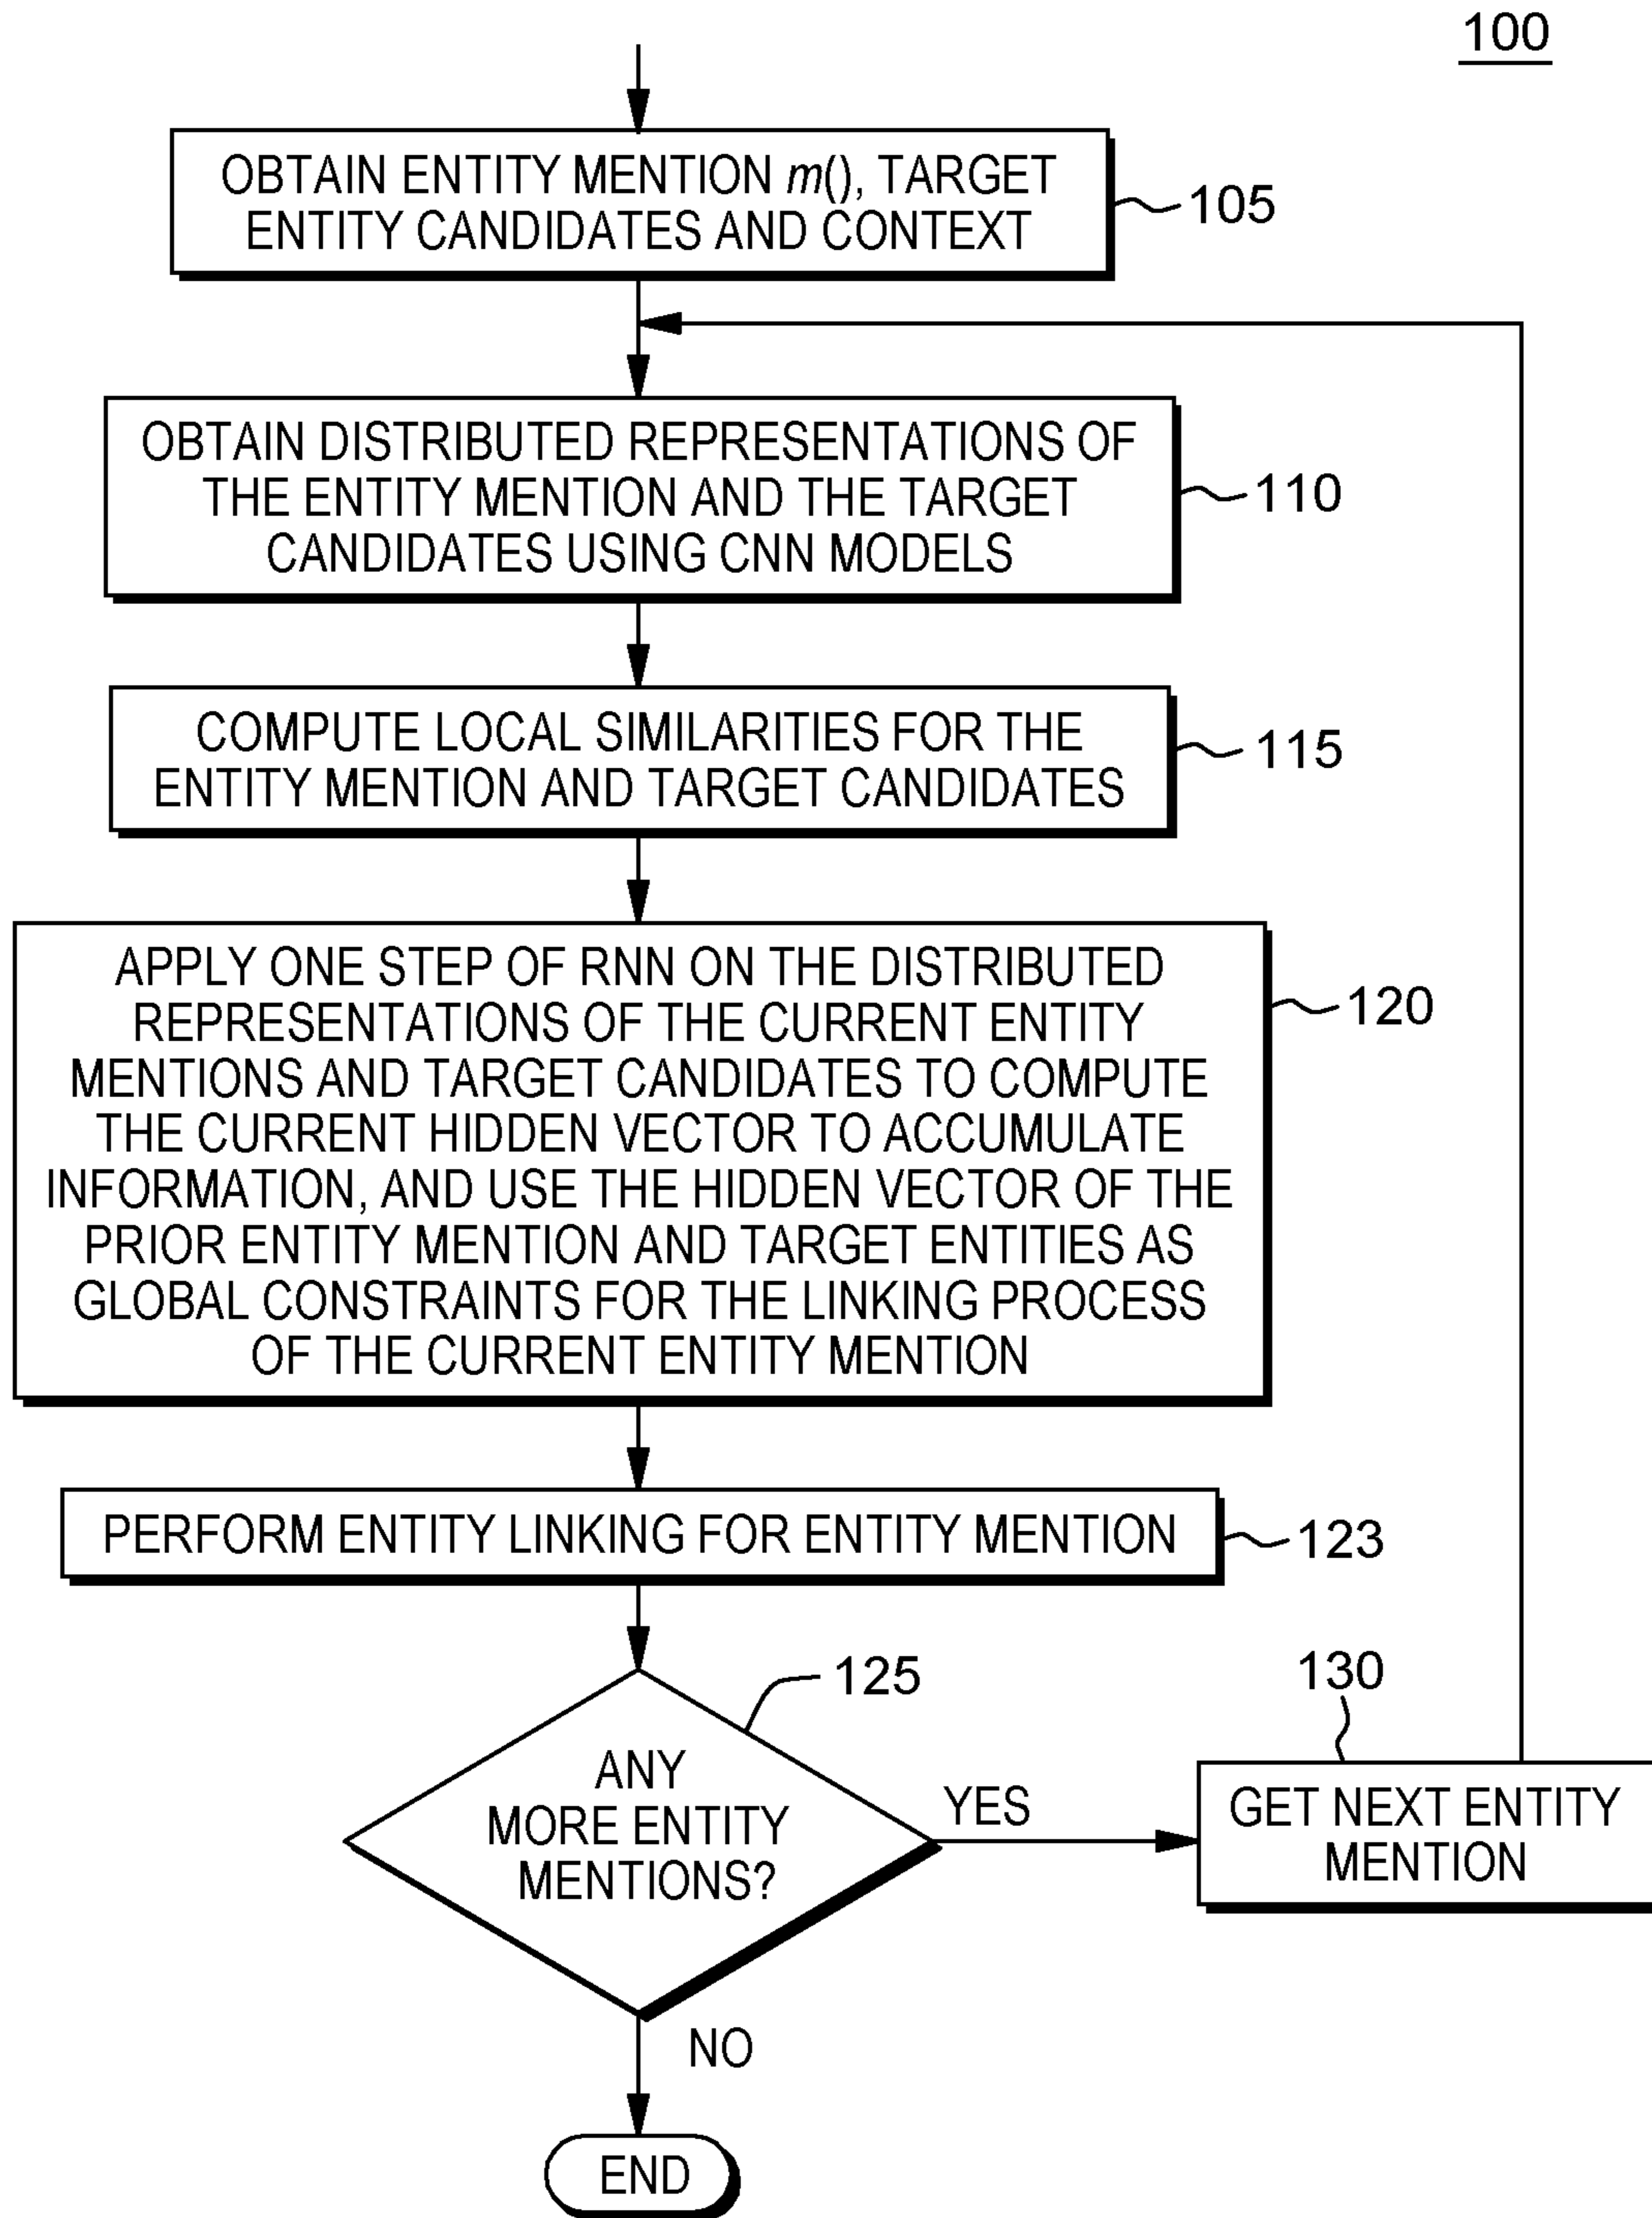 100
OBTAIN ENTITY MENTION m(), TARGET
ENTITY CANDIDATES AND CONTEXT
105
OBTAIN DISTRIBUTED REPRESENTATIONS OF
THE ENTITY MENTION AND THE TARGET
CANDIDATES USING CNN MODELS
110
COMPUTE LOCAL SIMILARITIES FOR THE
ENTITY MENTION AND TARGET CANDIDATES
115
APPLY ONE STEP OF RNN ON THE DISTRIBUTED
REPRESENTATIONS OF THE CURRENT ENTITY
MENTIONS AND TARGET CANDIDATES TO COMPUTE
THE CURRENT HIDDEN VECTOR TO ACCUMULATE
INFORMATION, AND USE THE HIDDEN VECTOR OF THE
PRIOR ENTITY MENTION AND TARGET ENTITIES AS
GLOBAL CONSTRAINTS FOR THE LINKING PROCESS
OF THE CURRENT ENTITY MENTION
120
PERFORM ENTITY LINKING FOR ENTITY MENTION
123
ANY
MORE ENTITY
MENTIONS?
125
YES
130
GET NEXT ENTITY
MENTION
NO
END